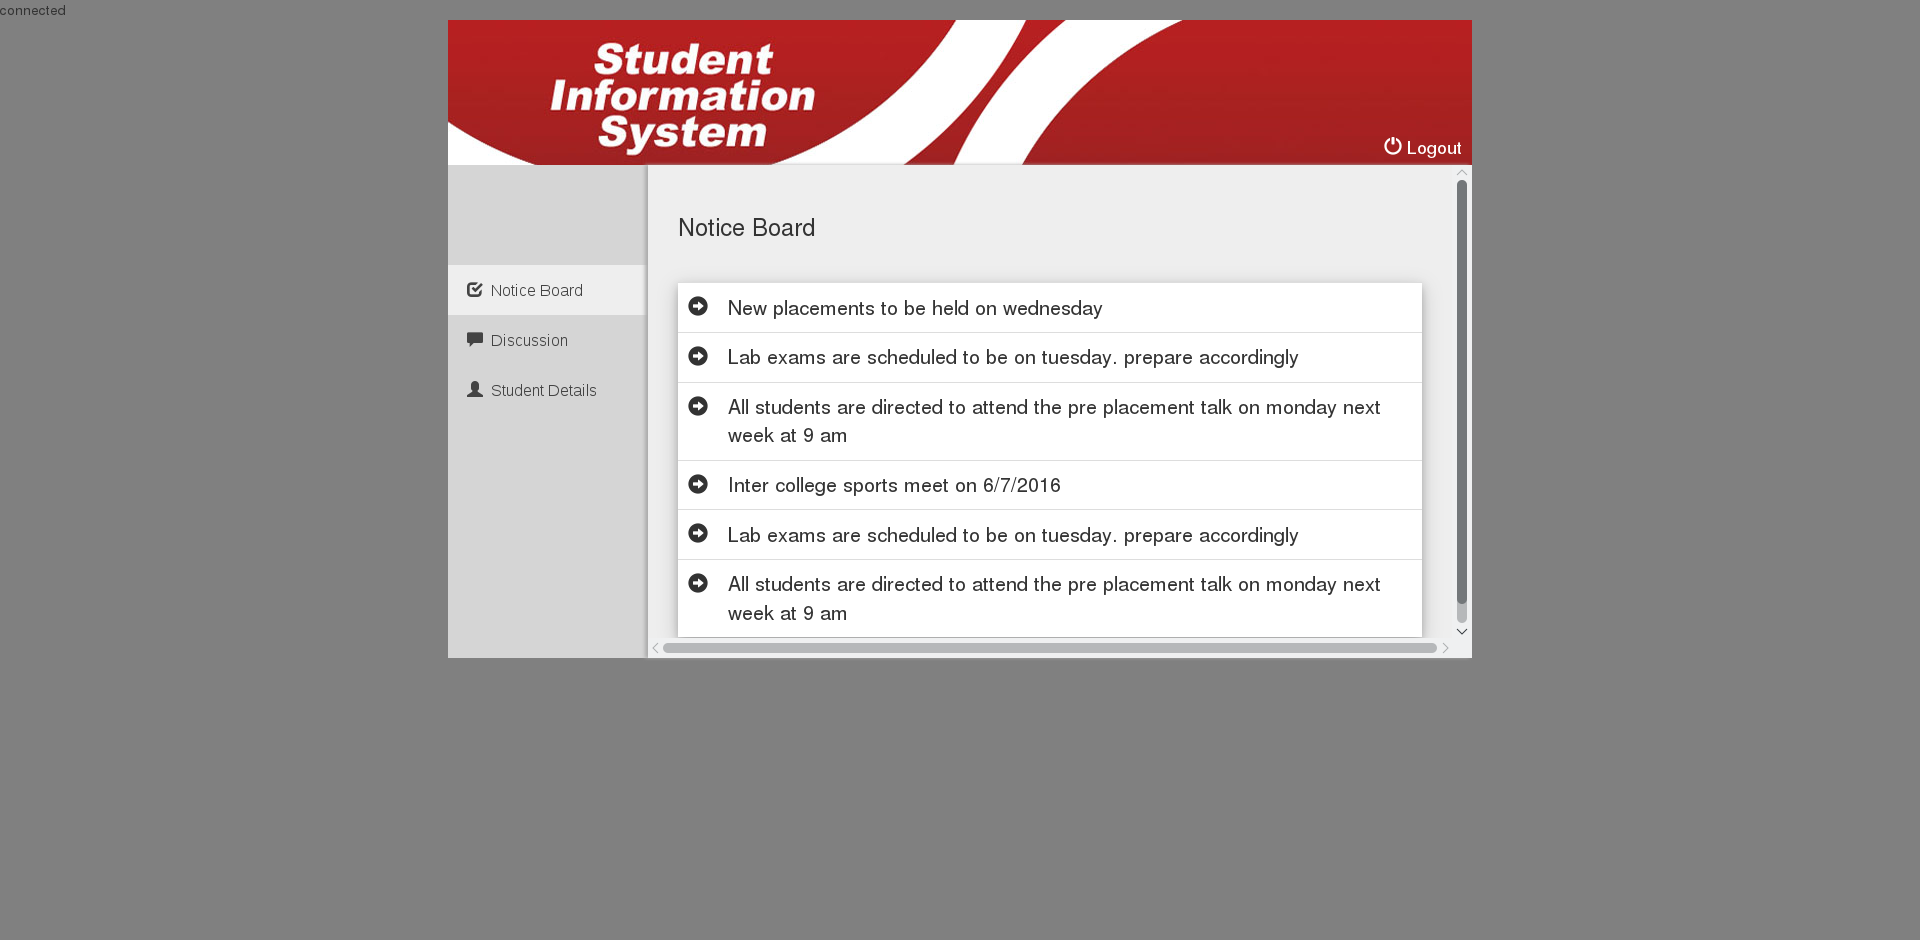 connected
Student
Information
System
Logout
Notice Board
Discussion
Student Details
Notice Board
New placements to be held on wednesday
Lab exams are scheduled to be on tuesday. prepare accordingly
All students are directed to attend the pre placement talk on monday next
week at 9 am
Inter college sports meet on 6/7/2016
Lab exams are scheduled to be on tuesday. prepare accordingly
All students are directed to attend the pre placement talk on monday next
week at 9 am